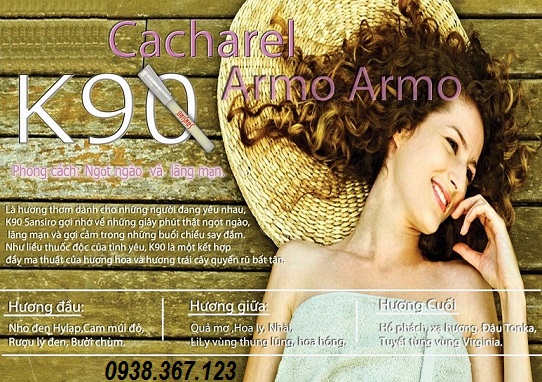 Cacharel
K90 Armo Armo
Phong cách: Ngọt ngào và lãng mạn
Là hương thơm dành cho những người đang yêu nhau,
K90 Sansiro gợi nhớ về những giây phút thật ngọt ngào,
lãng mạn và gợi cảm trong những buổi chiều say đắm.
Như liều thuốc độc của tình yêu, K90 là một kết hợp
đầy ma thuật của hương hoa và hương trái cây quyến rũ bất tận.
Hương đầu:
Nho đen Hylap,Cam múi đỏ,
Rượu lý đen, Bưởi chùm.
Hương giữa:
Quả mơ ,Hoa ly, Nhài,
LiLy vùng thung lũng, hoa hồng.
Hương Cuối
Hổ phách, xạ hương, Đậu Tonka,
Tuyết tùng vùng Virginia.
0938.367.123